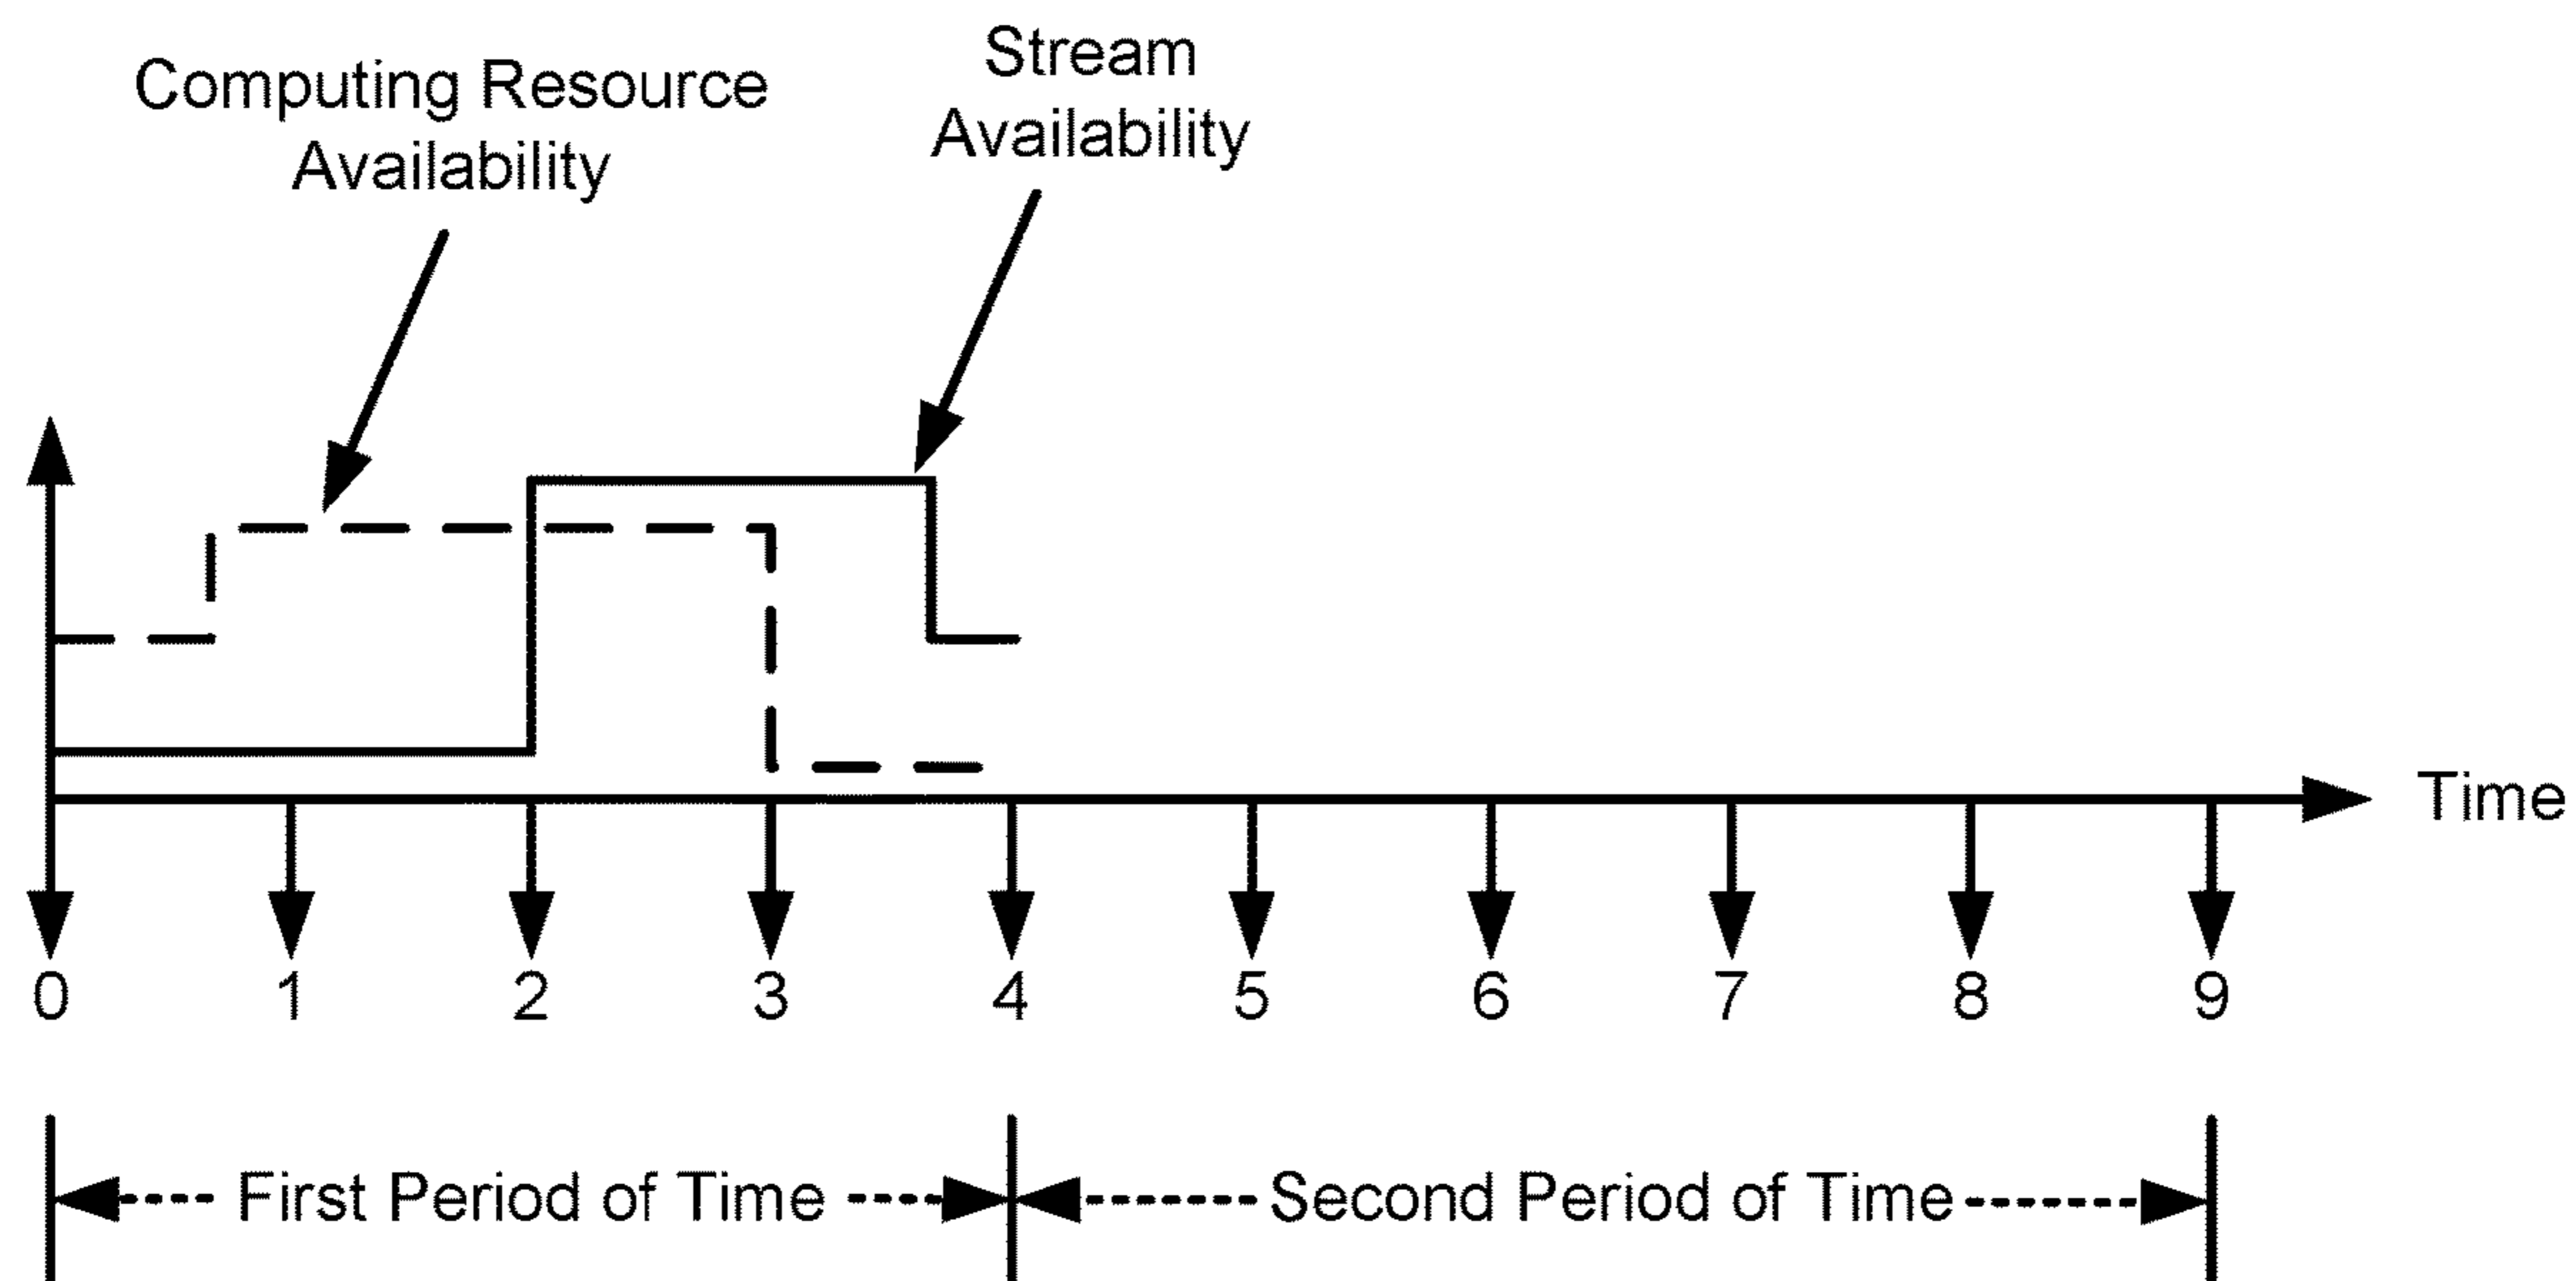 Computing Resource
Availability
Stream
Availability
Time
0 1 2 3 4 5 6 7 8 9
First Period of Time
Second Period of Time